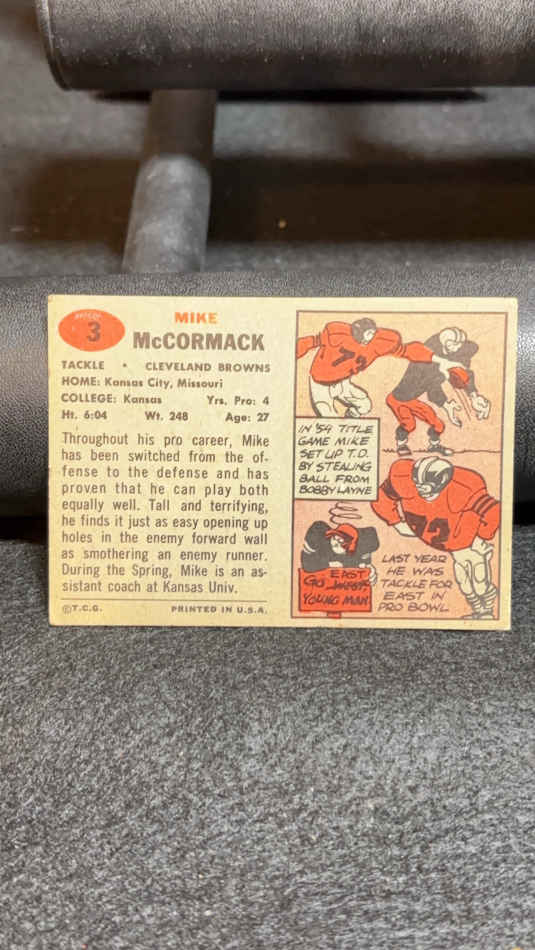 3
MIKE
McCORMACK
TACKLE • CLEVELAND BROWNS
HOME: Kansas City, Missouri
COLLEGE: Kansas Yrs. Pro: 4
Ht. 6:04 Wt. 248 Age: 27
Throughout his pro career, Mike
has been switched from the of-
fense to the defense and has
proven that he can play both
equally well. Tall and terrifying,
he finds it just as easy opening up
holes in the enemy forward wall
as smothering an enemy runner.
During the Spring, Mike is an as-
sistant coach at Kansas Univ.
©T.C.G. PRINTED IN U.S.A.
74
IN '54 TITLE
GAME MIKE
SET UP T.D.
BY STEALING
BALL FROM
BOBBY LAYNE
EAST
GO WEST,
YOUNG MAN
73
LAST YEAR
HE WAS
TACKLE FOR
EAST IN
PRO BOWL